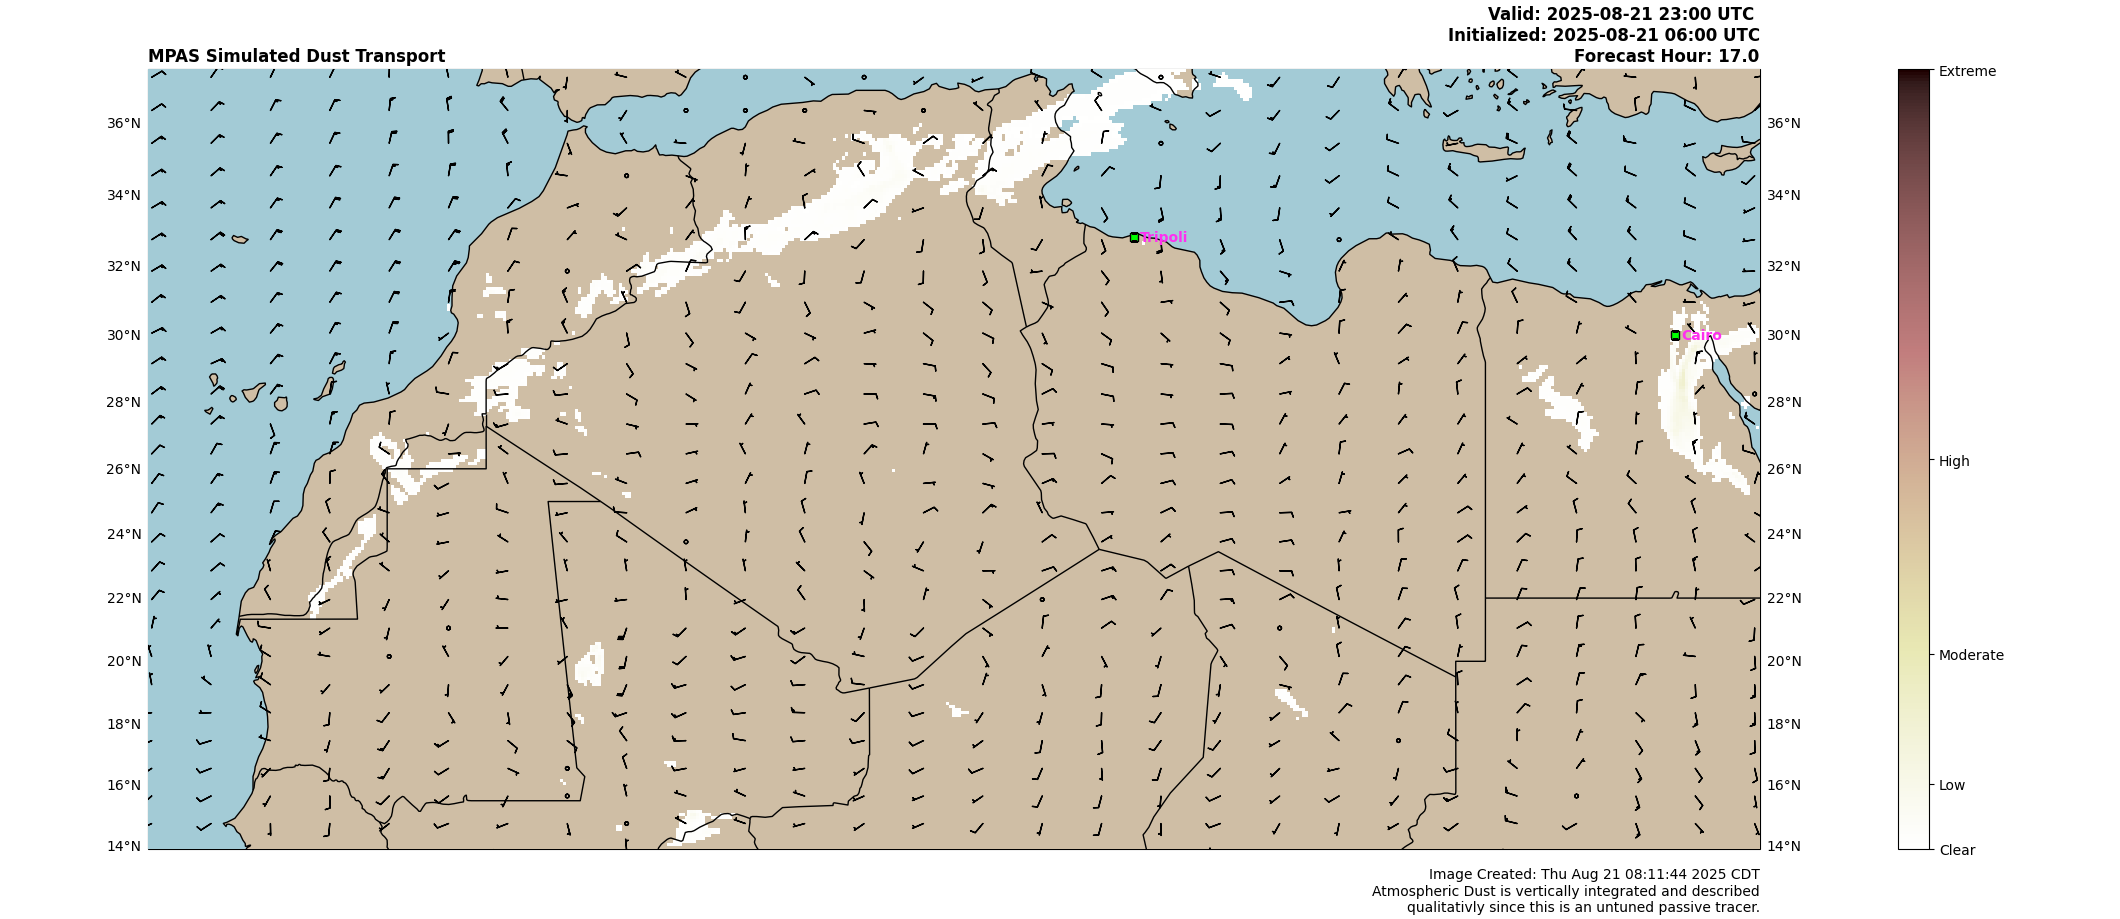 Valid: 2025-08-21 23:00 UTC
Initialized: 2025-08-21 06:00 UTC
MPAS Simulated Dust Transport
Forecast Hour: 17.0
Extreme
36°N
36°N
34°N
34°N
Tripoli
32°N
32°N
30°N
Cairo
30°N
28°N
28°N
26°N
26°N
High
24°N
24°N
22°N
22°N
20°N
20°N
Moderate
18°N
18°N
16°N
16°N
Low
14°N
14°N
Clear
Image Created: Thu Aug 21 08:11:44 2025 CDT
Atmospheric Dust is vertically integrated and described
qualitativly since this is an untuned passive tracer.